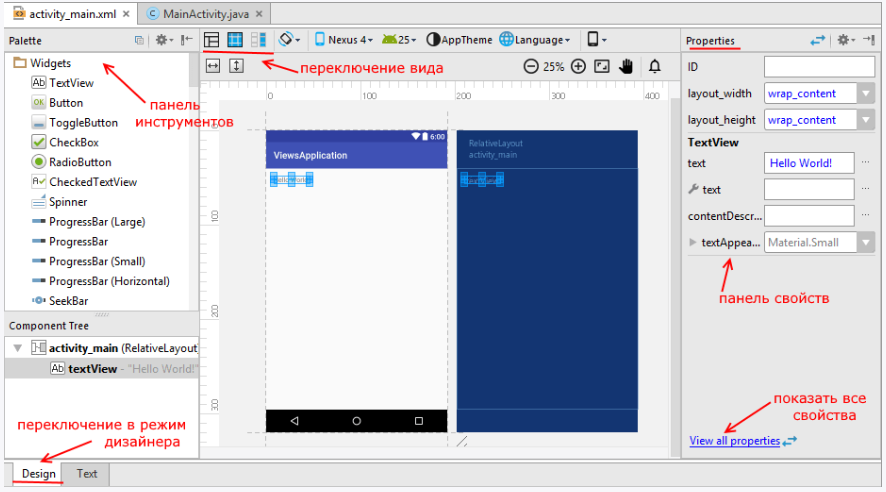 activity_main.xml × MainActivity.java ×
Palette
Nexus 4 25 AppTheme Language
Properties
переключение вида
25%
Widgets
Ab TextView
OK Button
ToggleButton
CheckBox
RadioButton
CheckedTextView
Spinner
ProgressBar (Large)
ProgressBar
ProgressBar (Small)
ProgressBar (Horizontal)
SeekBar
панель
инструментов
Component Tree
activity_main (RelativeLayout
Ab textView - "Hello World!"
переключение в режим
дизайнера
Design Text
0 100 200 300 400
0
100
200
300
6:00
ViewsApplication
RelativeLayout
activity_main
ID
layout_width wrap_content
layout_height wrap_content
TextView
text Hello World! ...
text ...
contentDescr... ...
textAppea... Material.Small
панель свойств
показать все
свойства
View all properties